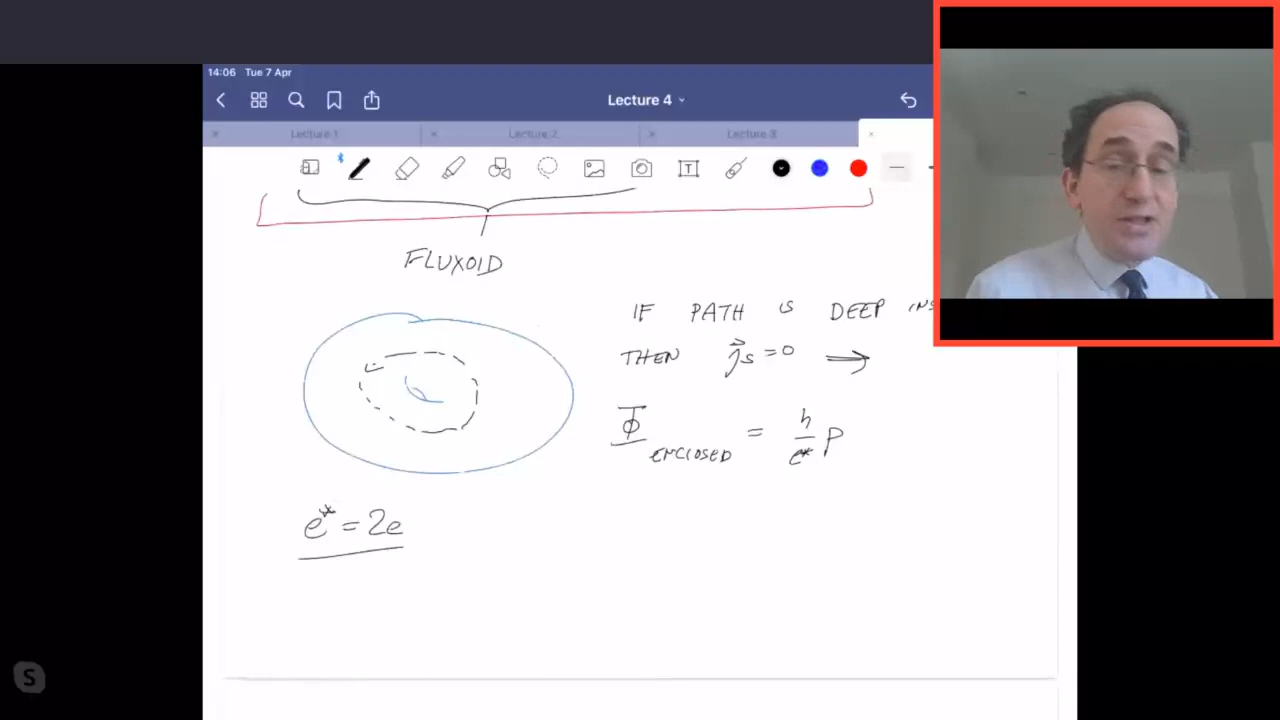 14:06 Tue 7 Apr
Lecture 4
Lecture 1 Lecture 2 Lecture 3
T
FLUXOID
IF PATH IS DEEP INS
THEN j⃗s = 0 ⟶
Φ ENCLOSED = h/e* p
e* = 2e
S